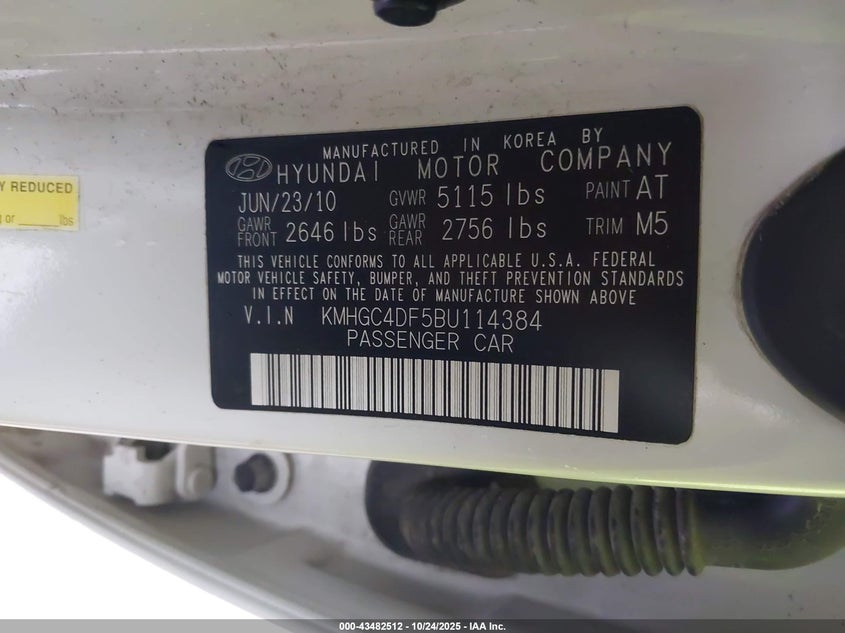 MANUFACTURED IN KOREA BY
HYUNDAI MOTOR COMPANY
JUN/23/10 GVWR 5115 lbs PAINT AT
GAWR FRONT 2646 lbs GAWR REAR 2756 lbs TRIM M5
THIS VEHICLE CONFORMS TO ALL APPLICABLE U.S.A. FEDERAL
MOTOR VEHICLE SAFETY, BUMPER, AND THEFT PREVENTION STANDARDS
IN EFFECT ON THE DATE OF MANUFACTURE SHOWN ABOVE
V.I.N KMHGC4DF5BU114384
PASSENGER CAR
Y REDUCED
or lbs
000-43482512 - 10/24/2025 - IAA Inc.